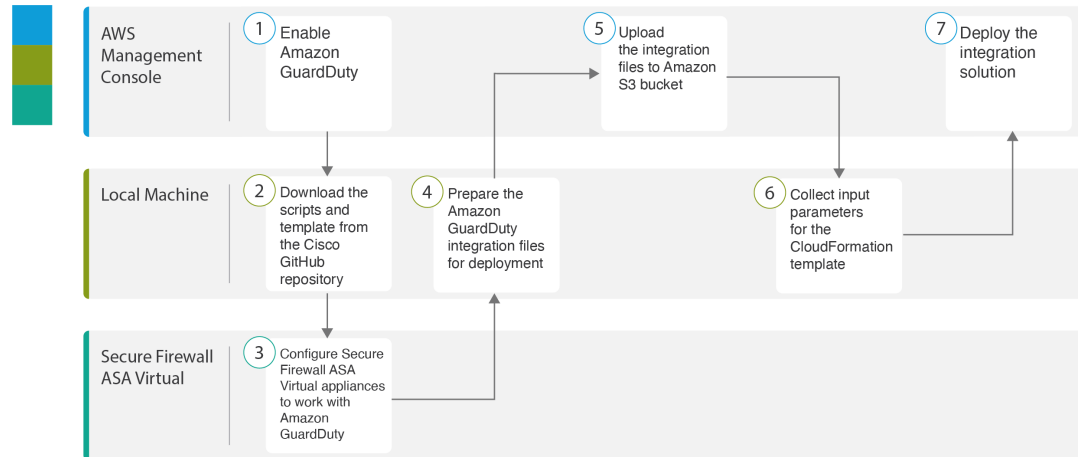 AWS
Management
Console
1
Enable
Amazon
GuardDuty
5
Upload
the integration
files to Amazon
S3 bucket
7
Deploy the
integration
solution
Local Machine
2
Download the
scripts and
template from
the Cisco
GitHub
repository
4
Prepare the
Amazon
GuardDuty
integration files
for deployment
6
Collect input
parameters
for the
CloudFormation
template
Secure Firewall
ASA Virtual
3
Configure Secure
Firewall ASA
Virtual appliances
to work with
Amazon
GuardDuty